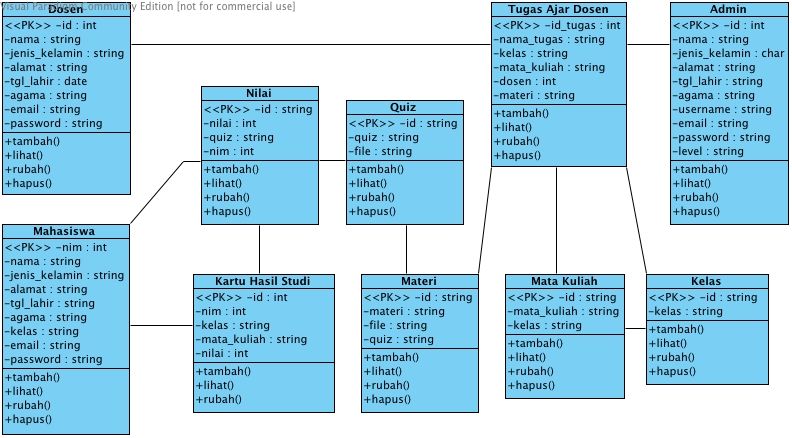 Visual Paradigm Community Edition [not for commercial use]
Dosen
<<PK>> -id : int
-nama : string
-jenis_kelamin : string
-alamat : string
-tgl_lahir : date
-agama : string
-email : string
-password : string
+tambah()
+lihat()
+rubah()
+hapus()
Nilai
<<PK>> -id : string
-nilai : int
-quiz : string
-nim : int
+tambah()
+lihat()
+rubah()
+hapus()
Quiz
<<PK>> -id : string
-quiz : string
-file : string
+tambah()
+lihat()
+rubah()
+hapus()
Tugas Ajar Dosen
<<PK>> -id_tugas : int
-nama_tugas : string
-kelas : string
-mata_kuliah : string
-dosen : int
-materi : string
+tambah()
+lihat()
+rubah()
+hapus()
Admin
<<PK>> -id : int
-nama : string
-jenis_kelamin : char
-alamat : string
-tgl_lahir : string
-agama : string
-username : string
-email : string
-password : string
-level : string
+tambah()
+lihat()
+rubah()
+hapus()
Mahasiswa
<<PK>> -nim : int
-nama : string
-jenis_kelamin : string
-alamat : string
-tgl_lahir : string
-agama : string
-kelas : string
-email : string
-password : string
+tambah()
+lihat()
+rubah()
+hapus()
Kartu Hasil Studi
<<PK>> -id : int
-nim : int
-kelas : string
-mata_kuliah : string
-nilai : int
+tambah()
+lihat()
+rubah()
Materi
<<PK>> -id : string
-materi : string
-file : string
-quiz : string
+tambah()
+lihat()
+rubah()
+hapus()
Mata Kuliah
<<PK>> -id : string
-mata_kuliah : string
-kelas : string
+tambah()
+lihat()
+rubah()
+hapus()
Kelas
<<PK>> -id : string
-kelas : string
+tambah()
+lihat()
+rubah()
+hapus()